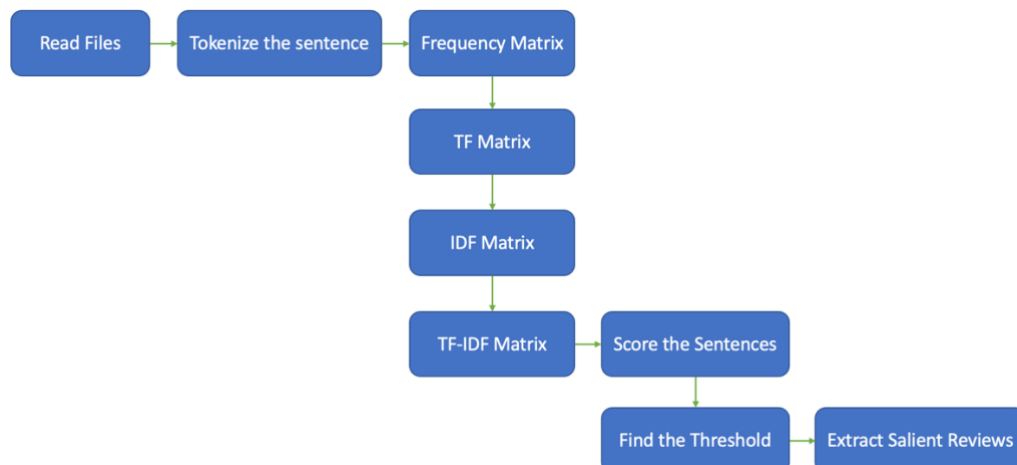 Read Files
Tokenize the sentence
Frequency Matrix
TF Matrix
IDF Matrix
TF-IDF Matrix
Score the Sentences
Find the Threshold
Extract Salient Reviews